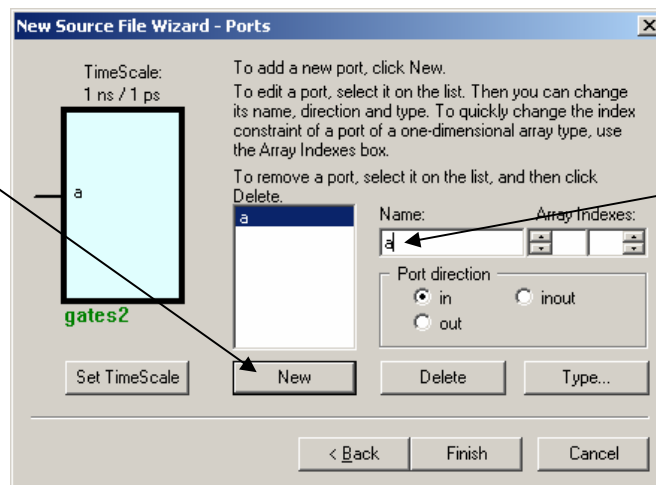 New Source File Wizard - Ports
TimeScale:
1 ns / 1 ps
a
gates2
Set TimeScale
To add a new port, click New.
To edit a port, select it on the list. Then you can change
its name, direction and type. To quickly change the index
constraint of a port of a one-dimensional array type, use
the Array Indexes box.
To remove a port, select it on the list, and then click
Delete.
a
Name:
Array Indexes:
a
Port direction
in
inout
out
New
Delete
Type...
< Back
Finish
Cancel